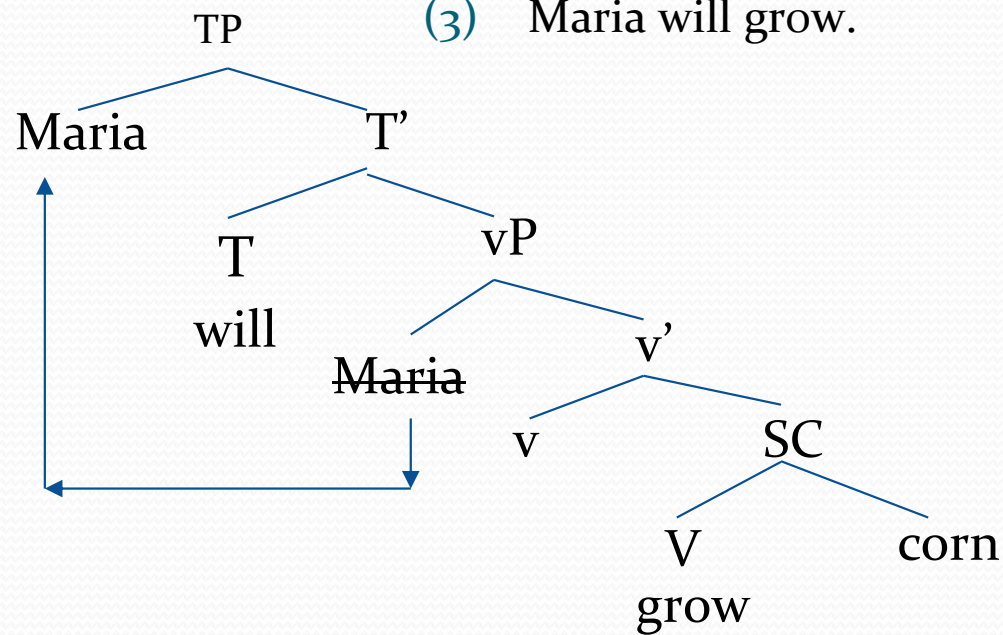 (3) Maria will grow.
TP
Maria T’
T vP
will
Maria v’
v SC
V corn
grow